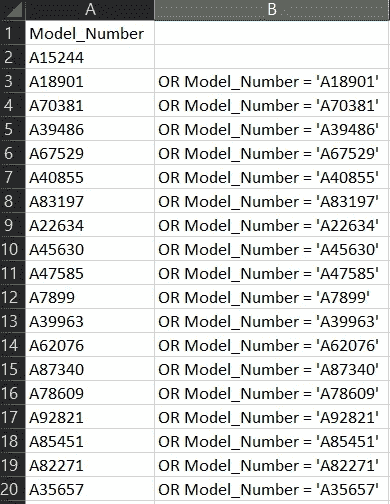 A B
1 Model_Number
2 A15244
3 A18901 OR Model_Number = 'A18901'
4 A70381 OR Model_Number = 'A70381'
5 A39486 OR Model_Number = 'A39486'
6 A67529 OR Model_Number = 'A67529'
7 A40855 OR Model_Number = 'A40855'
8 A83197 OR Model_Number = 'A83197'
9 A22634 OR Model_Number = 'A22634'
10 A45630 OR Model_Number = 'A45630'
11 A47585 OR Model_Number = 'A47585'
12 A7899 OR Model_Number = 'A7899'
13 A39963 OR Model_Number = 'A39963'
14 A62076 OR Model_Number = 'A62076'
15 A87340 OR Model_Number = 'A87340'
16 A78609 OR Model_Number = 'A78609'
17 A92821 OR Model_Number = 'A92821'
18 A85451 OR Model_Number = 'A85451'
19 A82271 OR Model_Number = 'A82271'
20 A35657 OR Model_Number = 'A35657'